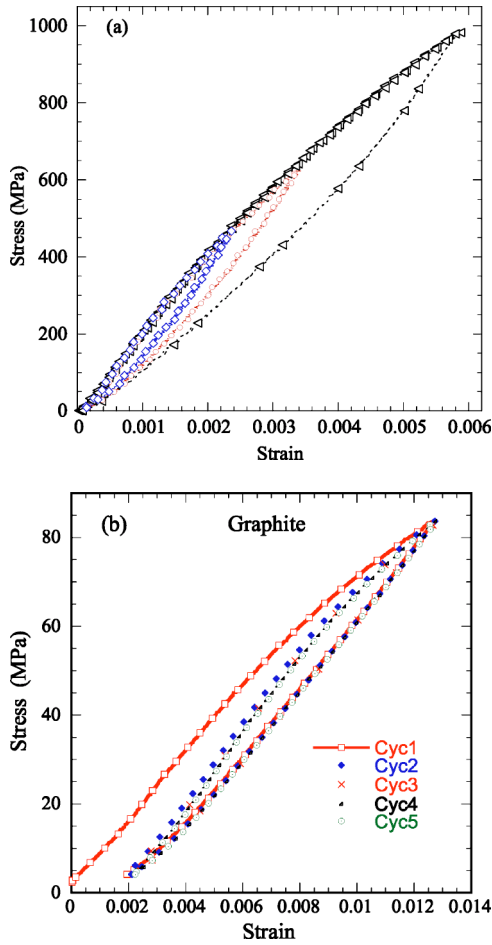 (a)
1000
800
600
400
200
0
Stress (MPa)
0 0.001 0.002 0.003 0.004 0.005 0.006
Strain
(b) Graphite
80
60
40
20
0
Stress (MPa)
Cyc1
Cyc2
Cyc3
Cyc4
Cyc5
0 0.002 0.004 0.006 0.008 0.01 0.012 0.014
Strain